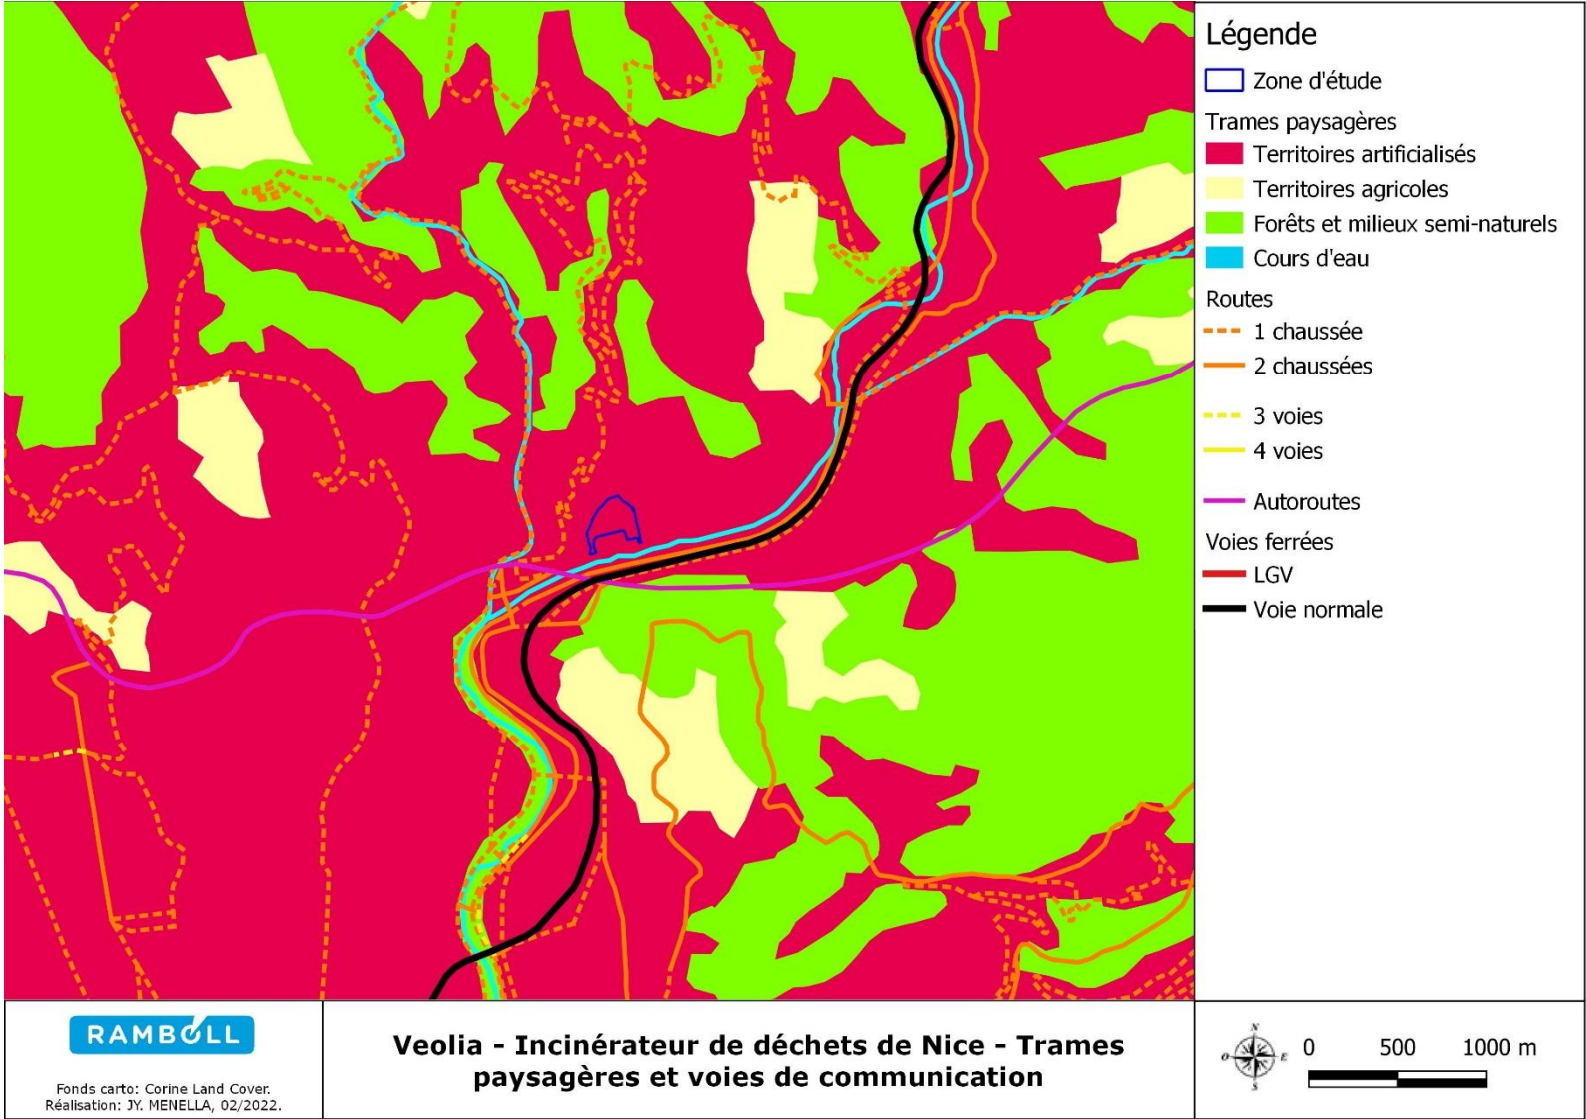 Légende
Zone d'étude
Trames paysagères
Territoires artificialisés
Territoires agricoles
Forêts et milieux semi-naturels
Cours d'eau
Routes
1 chaussée
2 chaussées
3 voies
4 voies
Autoroutes
Voies ferrées
LGV
Voie normale
RAMBOLL
Fonds carto: Corine Land Cover.
Réalisation: JY. MENELLA, 02/2022.
Veolia - Incinérateur de déchets de Nice - Trames
paysagères et voies de communication
N
O E
S
0 500 1000 m